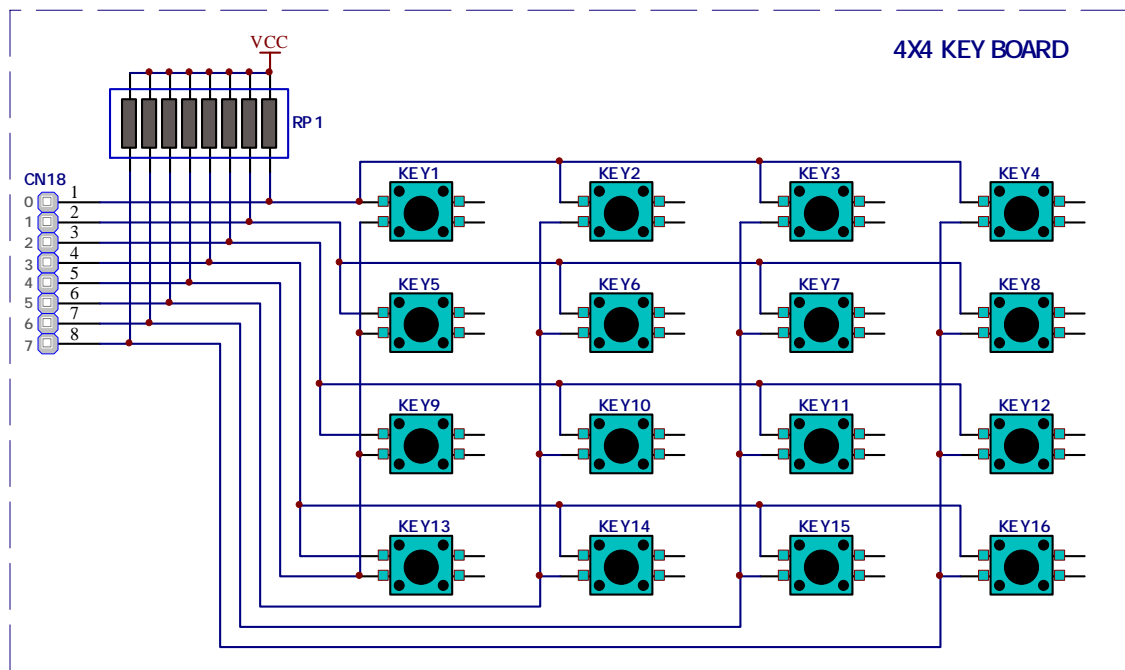 VCC
4X4 KEY BOARD
RP1
CN18
0 1
1 2
2 3
3 4
4 5
5 6
6 7
7 8
KEY1 KEY2 KEY3 KEY4
KEY5 KEY6 KEY7 KEY8
KEY9 KEY10 KEY11 KEY12
KEY13 KEY14 KEY15 KEY16